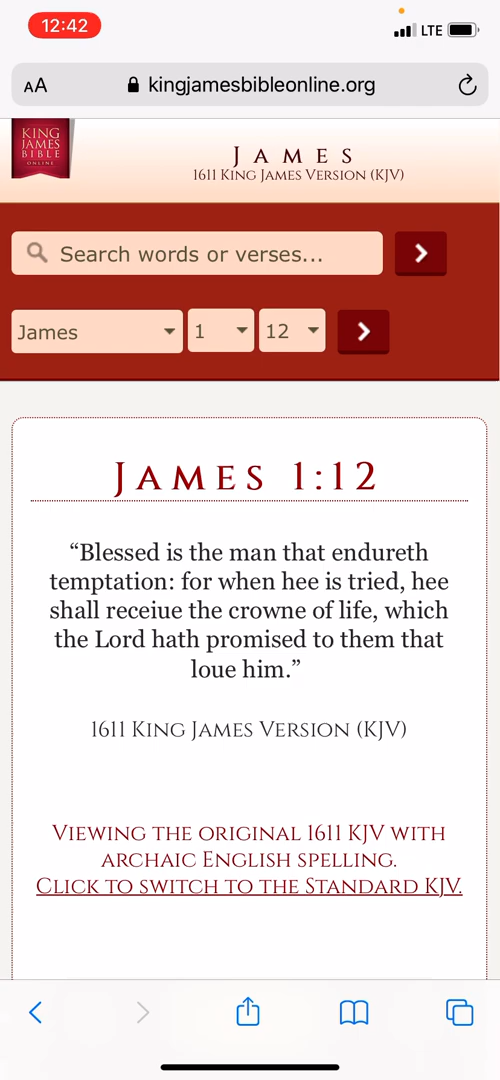 12:42
LTE
AA
kingjamesbibleonline.org
KING
JAMES
BIBLE
ONLINE
JAMES
1611 KING JAMES VERSION (KJV)
Search words or verses...
James 1 12
JAMES 1:12
“Blessed is the man that endureth
temptation: for when hee is tried, hee
shall receiue the crowne of life, which
the Lord hath promised to them that
loue him.”
1611 KING JAMES VERSION (KJV)
VIEWING THE ORIGINAL 1611 KJV WITH
ARCHAIC ENGLISH SPELLING.
CLICK TO SWITCH TO THE STANDARD KJV.